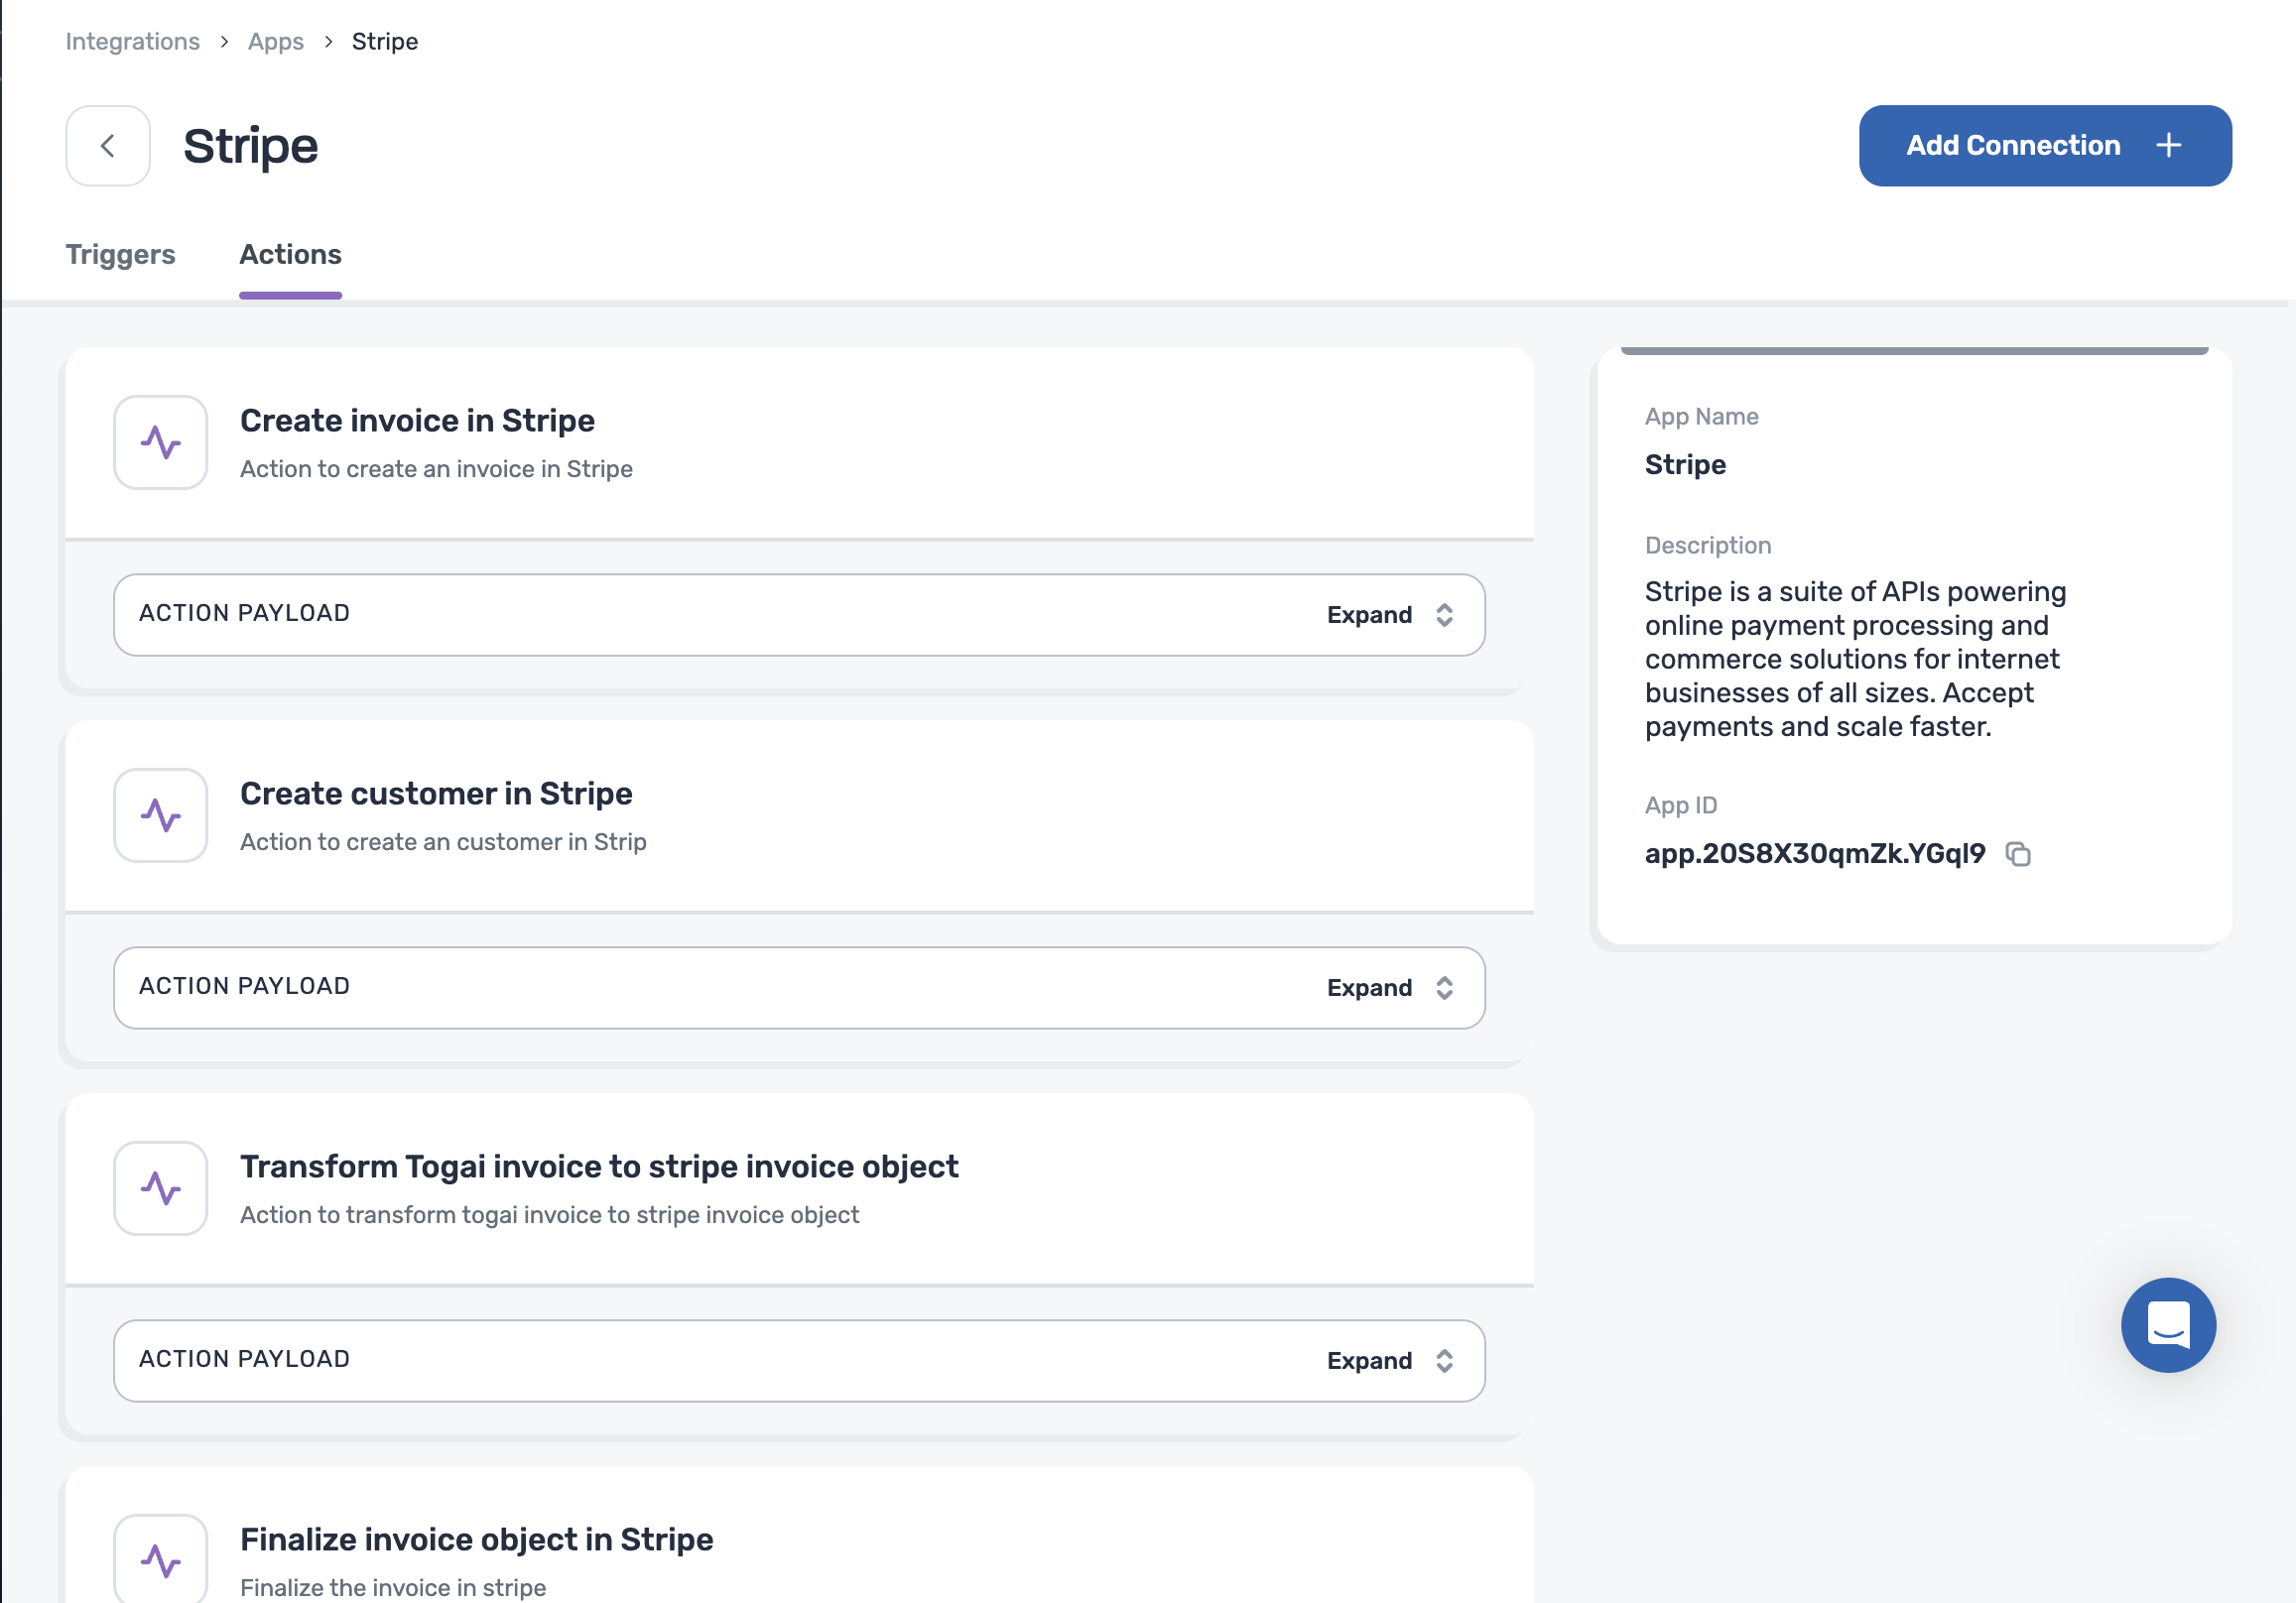 Integrations > Apps > Stripe
Stripe
Add Connection
Triggers
Actions
Create invoice in Stripe
Action to create an invoice in Stripe
ACTION PAYLOAD
Expand
Create customer in Stripe
Action to create an customer in Strip
ACTION PAYLOAD
Expand
Transform Togai invoice to stripe invoice object
Action to transform togai invoice to stripe invoice object
ACTION PAYLOAD
Expand
Finalize invoice object in Stripe
Finalize the invoice in stripe
App Name
Stripe
Description
Stripe is a suite of APIs powering
online payment processing and
commerce solutions for internet
businesses of all sizes. Accept
payments and scale faster.
App ID
app.20S8X30qmZk.YGqI9